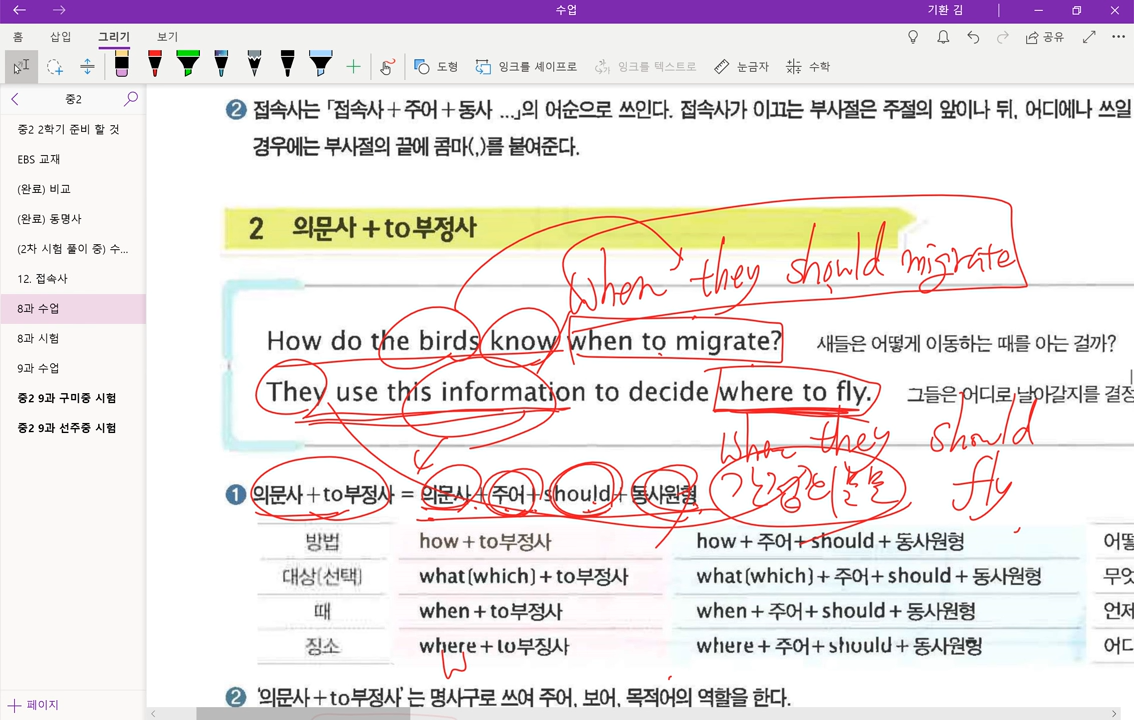 수업
기환 김
홈 삽입 그리기 보기
도형 잉크를 셰이프로 잉크를 텍스트로 눈금자 수학 공유
중2
중2 2학기 준비 할 것
EBS 교재
(완료) 비교
(완료) 동명사
(2차 시험 풀이 중) 수...
12. 접속사
8과 수업
8과 시험
9과 수업
중2 9과 구미중 시험
중2 9과 선주중 시험
페이지
❷ 접속사는 「접속사+주어+동사 ...」의 어순으로 쓰인다. 접속사가 이끄는 부사절은 주절의 앞이나 뒤, 어디에나 쓰일
경우에는 부사절의 끝에 콤마(,)를 붙여준다.
2 의문사+to부정사
when they should migrate
How do the birds know when to migrate? 새들은 어떻게 이동하는 때를 아는 걸까?
They use this information to decide where to fly. 그들은 어디로 날아갈지를 결정
they should
fly
❶ 의문사+to부정사 = 의문사+주어+should+동사원형
간접의문문
방법 how+to부정사 how+주어+should+동사원형 어떻
대상(선택) what(which)+to부정사 what(which)+주어+should+동사원형 무엇
때 when+to부정사 when+주어+should+동사원형 언제
장소 where+to부정사 where+주어+should+동사원형 어디
W
❷ '의문사+to부정사'는 명사구로 쓰여 주어, 보어, 목적어의 역할을 한다.